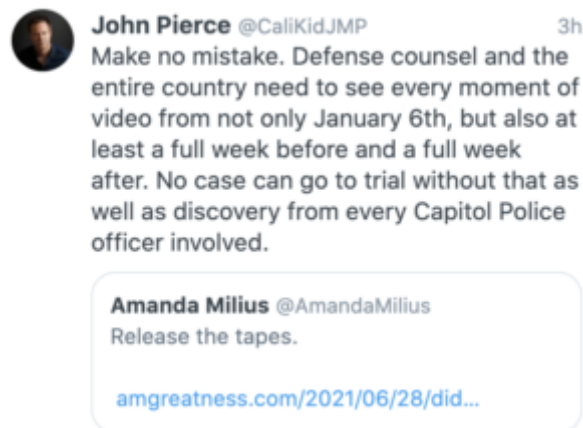 John Pierce @CaliKidJMP 3h
Make no mistake. Defense counsel and the
entire country need to see every moment of
video from not only January 6th, but also at
least a full week before and a full week
after. No case can go to trial without that as
well as discovery from every Capitol Police
officer involved.
Amanda Milius @AmandaMilius
Release the tapes.
amgreatness.com/2021/06/28/did...